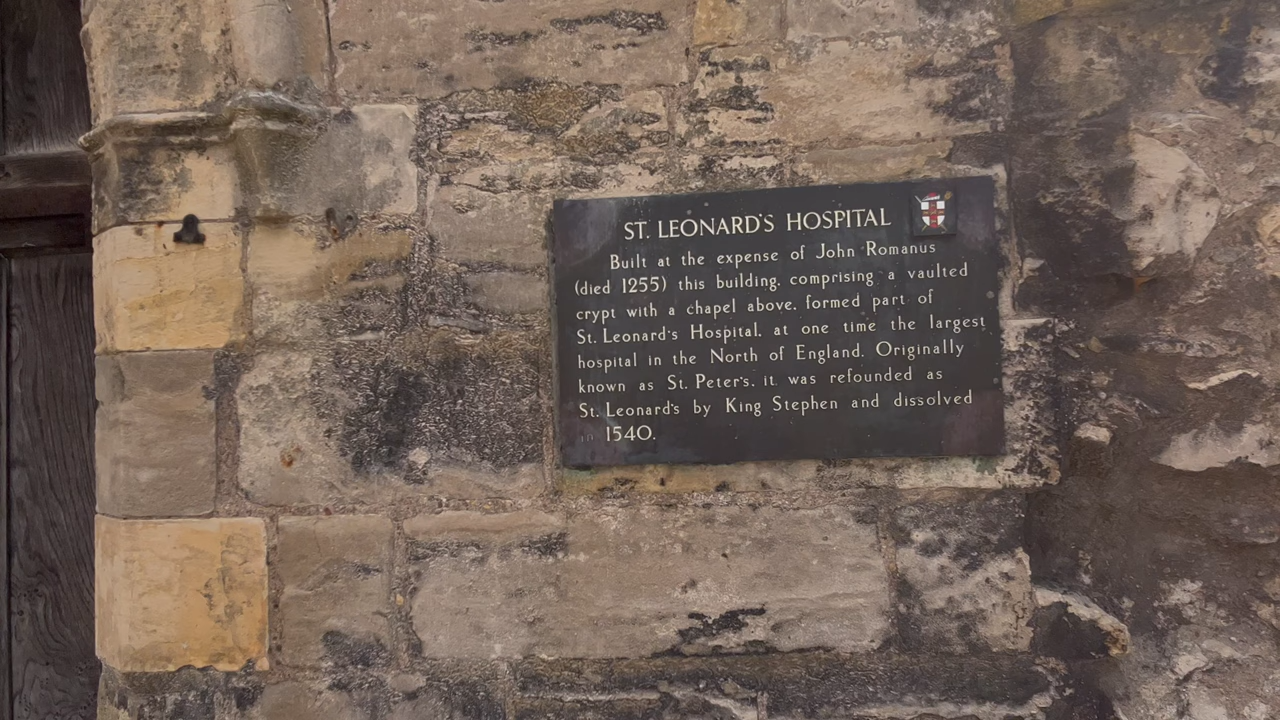 ST. LEONARD'S HOSPITAL
Built at the expense of John Romanus
(died 1255) this building, comprising a vaulted
crypt with a chapel above, formed part of
St. Leonard's Hospital, at one time the largest
hospital in the North of England. Originally
known as St. Peter's, it was refounded as
St. Leonard's by King Stephen and dissolved
in 1540.